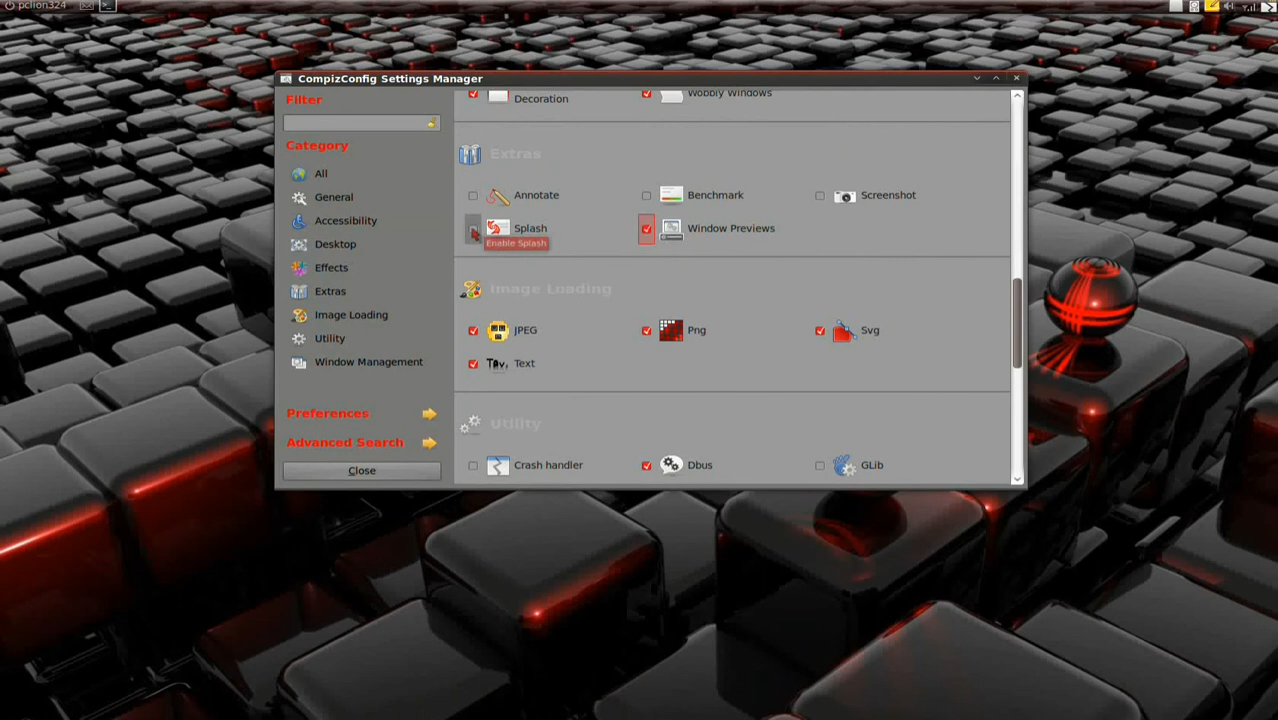 pclion324
CompizConfig Settings Manager
Filter
Category
All
General
Accessibility
Desktop
Effects
Extras
Image Loading
Utility
Window Management
Preferences
Advanced Search
Close
Decoration
Wobbly Windows
Extras
Annotate
Benchmark
Screenshot
Splash
Window Previews
Enable Splash
Image Loading
JPEG
Png
Svg
Text
Utility
Crash handler
Dbus
GLib